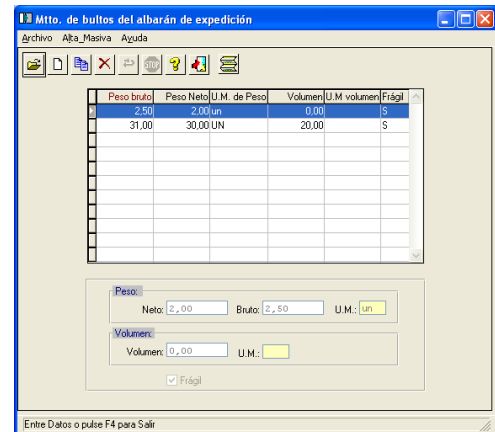 Mtto. de bultos del albarán de expedición
Archivo Alta_Masiva Ayuda
STOP
Peso bruto Peso Neto U.M. de Peso Volumen U.M volumen Frágil
2,50 2,00 un 0,00 S
31,00 30,00 UN 20,00 S
Peso:
Neto: 2,00 Bruto: 2,50 U.M.: un
Volumen:
Volumen: 0,00 U.M.:
Frágil
Entre Datos o pulse F4 para Salir